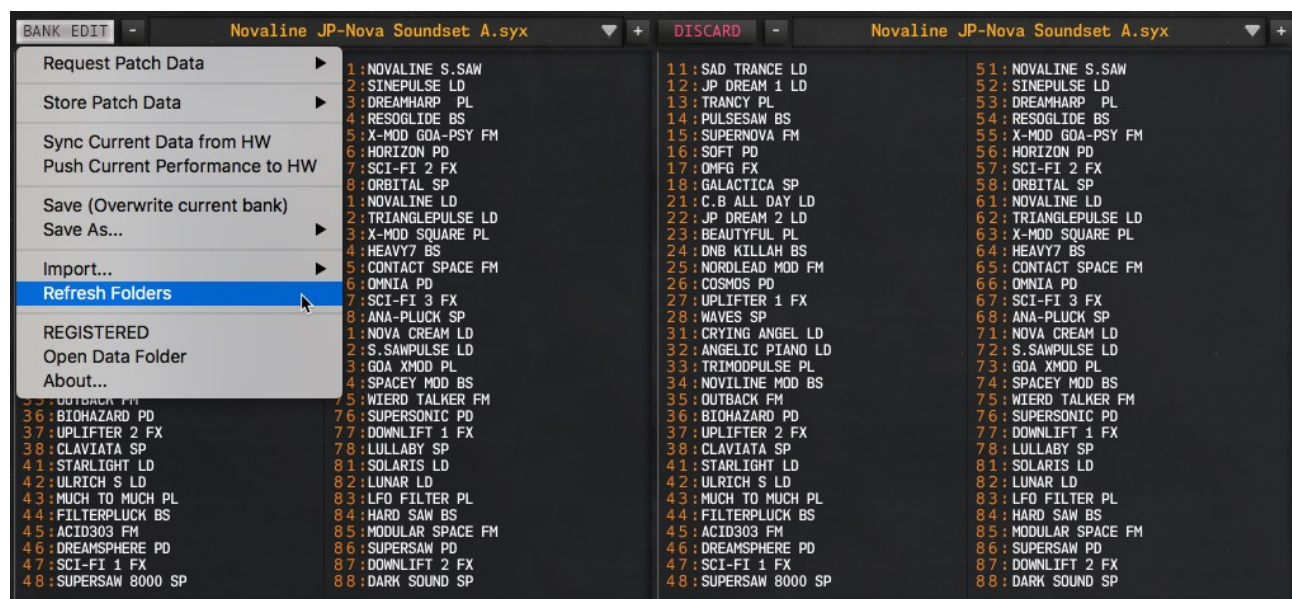 BANK EDIT - Novaline JP-Nova Soundset A.syx +
Request Patch Data
Store Patch Data
Sync Current Data from HW
Push Current Performance to HW
Save (Overwrite current bank)
Save As...
Import...
Refresh Folders
REGISTERED
Open Data Folder
About...
35:OUTBACK FM
36:BIOHAZARD PD
37:UPLIFTER 2 FX
38:CLAVIATA SP
41:STARLIGHT LD
42:ULRICH S LD
43:MUCH TO MUCH PL
44:FILTERPLUCK BS
45:ACID303 FM
46:DREAMSPHERE PD
47:SCI-FI 1 FX
48:SUPERSAW 8000 SP
1:NOVALINE S.SAW
2:SINEPULSE LD
3:DREAMHARP PL
4:RESOGLIDE BS
5:X-MOD GOA-PSY FM
6:HORIZON PD
7:SCI-FI 2 FX
8:ORBITAL SP
1:NOVALINE LD
2:TRIANGLEPULSE LD
3:X-MOD SQUARE PL
4:HEAVY7 BS
5:CONTACT SPACE FM
6:OMNIA PD
7:SCI-FI 3 FX
8:ANA-PLUCK SP
1:NOVA CREAM LD
2:S.SAWPULSE LD
3:GOA XMOD PL
4:SPACEY MOD BS
75:WIERD TALKER FM
76:SUPERSONIC PD
77:DOWNLIFT 1 FX
78:LULLABY SP
81:SOLARIS LD
82:LUNAR LD
83:LFO FILTER PL
84:HARD SAW BS
85:MODULAR SPACE FM
86:SUPERSAW PD
87:DOWNLIFT 2 FX
88:DARK SOUND SP
DISCARD - Novaline JP-Nova Soundset A.syx +
11:SAD TRANCE LD
12:JP DREAM 1 LD
13:TRANCY PL
14:PULSESAW BS
15:SUPERNOVA FM
16:SOFT PD
17:OMFG FX
18:GALACTICA SP
21:C.B ALL DAY LD
22:JP DREAM 2 LD
23:BEAUTYFUL PL
24:DNB KILLAH BS
25:NORDLEAD MOD FM
26:COSMOS PD
27:UPLIFTER 1 FX
28:WAVES SP
31:CRYING ANGEL LD
32:ANGELIC PIANO LD
33:TRIMODPULSE PL
34:NOVILINE MOD BS
35:OUTBACK FM
36:BIOHAZARD PD
37:UPLIFTER 2 FX
38:CLAVIATA SP
41:STARLIGHT LD
42:ULRICH S LD
43:MUCH TO MUCH PL
44:FILTERPLUCK BS
45:ACID303 FM
46:DREAMSPHERE PD
47:SCI-FI 1 FX
48:SUPERSAW 8000 SP
51:NOVALINE S.SAW
52:SINEPULSE LD
53:DREAMHARP PL
54:RESOGLIDE BS
55:X-MOD GOA-PSY FM
56:HORIZON PD
57:SCI-FI 2 FX
58:ORBITAL SP
61:NOVALINE LD
62:TRIANGLEPULSE LD
63:X-MOD SQUARE PL
64:HEAVY7 BS
65:CONTACT SPACE FM
66:OMNIA PD
67:SCI-FI 3 FX
68:ANA-PLUCK SP
71:NOVA CREAM LD
72:S.SAWPULSE LD
73:GOA XMOD PL
74:SPACEY MOD BS
75:WIERD TALKER FM
76:SUPERSONIC PD
77:DOWNLIFT 1 FX
78:LULLABY SP
81:SOLARIS LD
82:LUNAR LD
83:LFO FILTER PL
84:HARD SAW BS
85:MODULAR SPACE FM
86:SUPERSAW PD
87:DOWNLIFT 2 FX
88:DARK SOUND SP